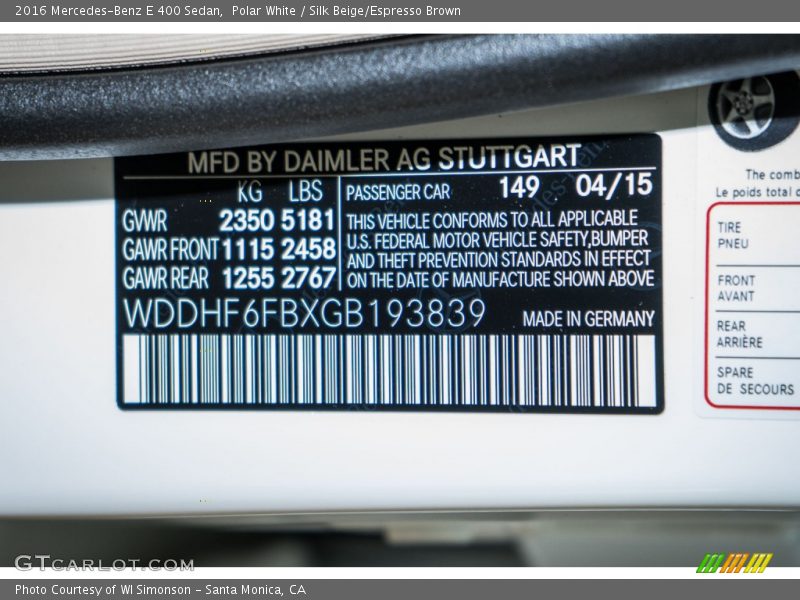 2016 Mercedes-Benz E 400 Sedan, Polar White / Silk Beige/Espresso Brown
MFD BY DAIMLER AG STUTTGART
KG LBS
GWR 2350 5181
GAWR FRONT 1115 2458
GAWR REAR 1255 2767
PASSENGER CAR 149 04/15
THIS VEHICLE CONFORMS TO ALL APPLICABLE
U.S. FEDERAL MOTOR VEHICLE SAFETY,BUMPER
AND THEFT PREVENTION STANDARDS IN EFFECT
ON THE DATE OF MANUFACTURE SHOWN ABOVE
WDDHF6FBXGB193839 MADE IN GERMANY
The comb
Le poids total
TIRE
PNEU
FRONT
AVANT
REAR
ARRIÈRE
SPARE
DE SECOURS
GTCARLOT.COM
Photo Courtesy of WI Simonson - Santa Monica, CA